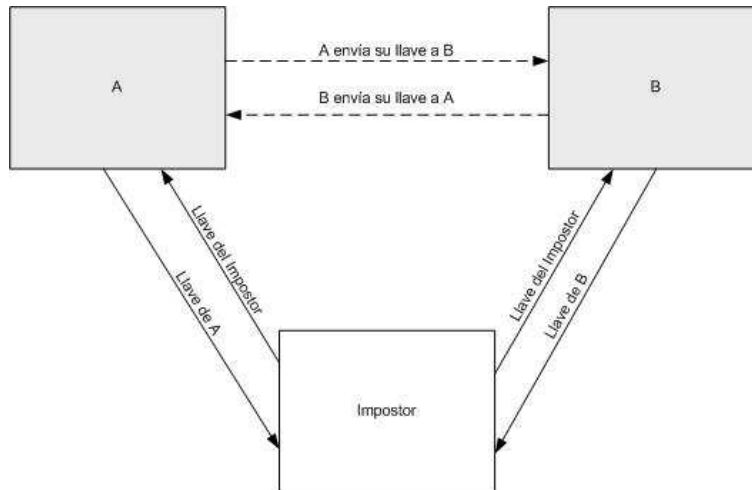 A envía su llave a B
A
B
B envía su llave a A
Llave del Impostor
Llave de A
Llave del Impostor
Llave de B
Impostor